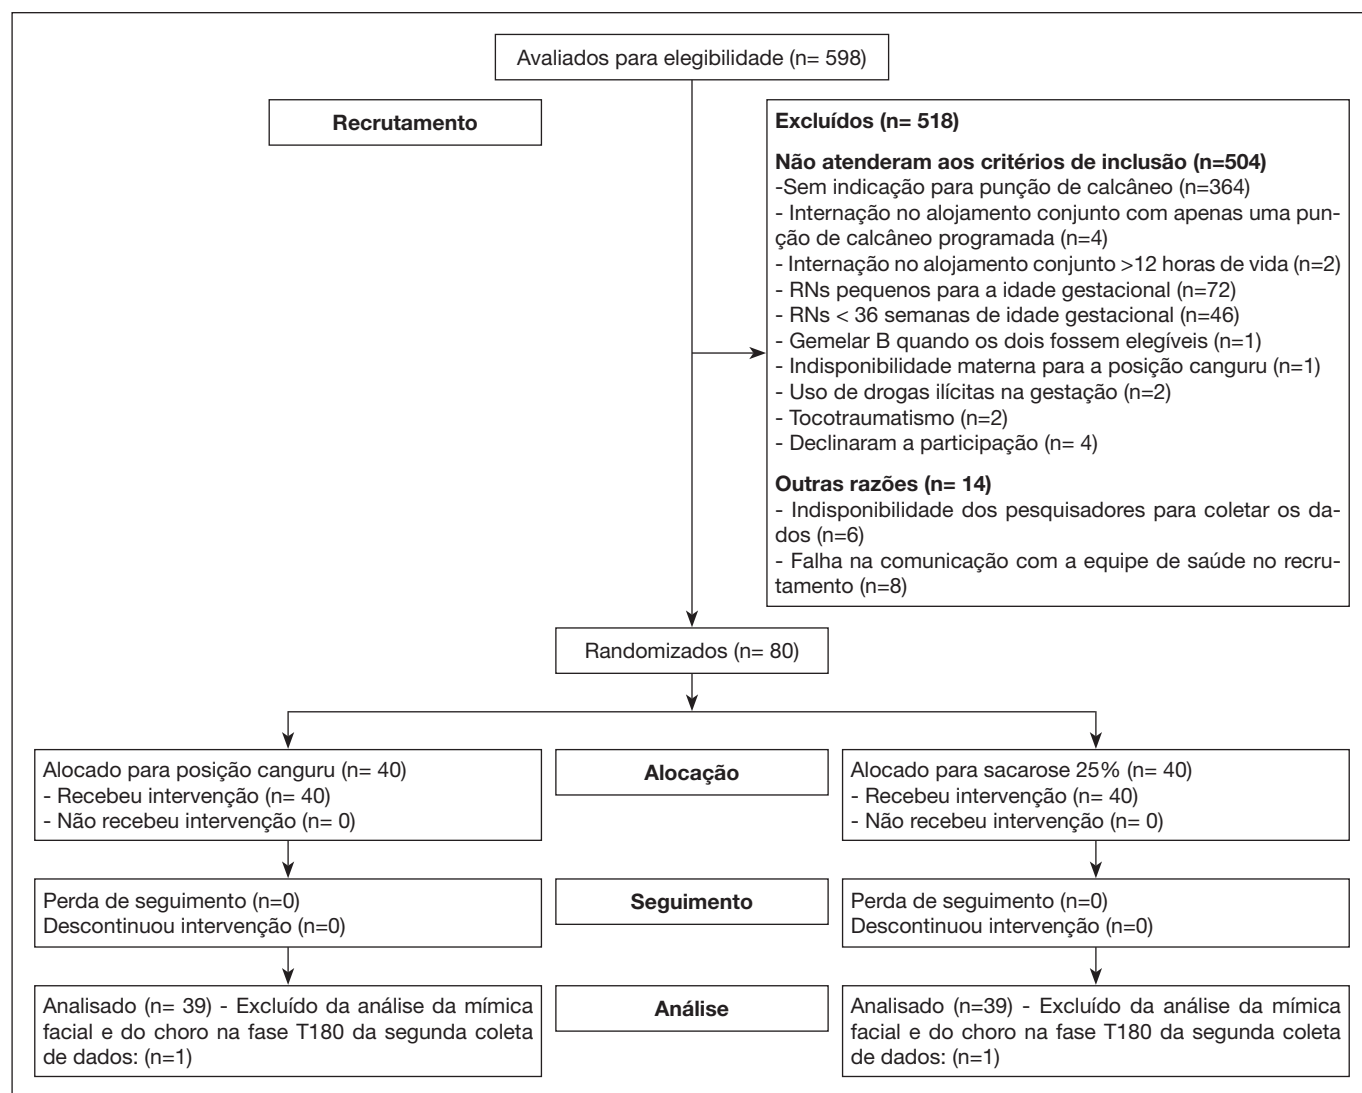 Avaliados para elegibilidade (n= 598)
Recrutamento
Excluídos (n= 518)
Não atenderam aos critérios de inclusão (n=504)
-Sem indicação para punção de calcâneo (n=364)
- Internação no alojamento conjunto com apenas uma pun-
ção de calcâneo programada (n=4)
- Internação no alojamento conjunto >12 horas de vida (n=2)
- RNs pequenos para a idade gestacional (n=72)
- RNs < 36 semanas de idade gestacional (n=46)
- Gemelar B quando os dois fossem elegíveis (n=1)
- Indisponibilidade materna para a posição canguru (n=1)
- Uso de drogas ilícitas na gestação (n=2)
- Tocotraumatismo (n=2)
- Declinaram a participação (n= 4)
Outras razões (n= 14)
- Indisponibilidade dos pesquisadores para coletar os da-
dos (n=6)
- Falha na comunicação com a equipe de saúde no recru-
tamento (n=8)
Randomizados (n= 80)
Alocado para posição canguru (n= 40)
- Recebeu intervenção (n= 40)
- Não recebeu intervenção (n= 0)
Alocação
Alocado para sacarose 25% (n= 40)
- Recebeu intervenção (n= 40)
- Não recebeu intervenção (n= 0)
Perda de seguimento (n=0)
Descontinuou intervenção (n=0)
Seguimento
Perda de seguimento (n=0)
Descontinuou intervenção (n=0)
Analisado (n= 39) - Excluído da análise da mímica
facial e do choro na fase T180 da segunda coleta
de dados: (n=1)
Análise
Analisado (n=39) - Excluído da análise da mímica
facial e do choro na fase T180 da segunda coleta
de dados: (n=1)